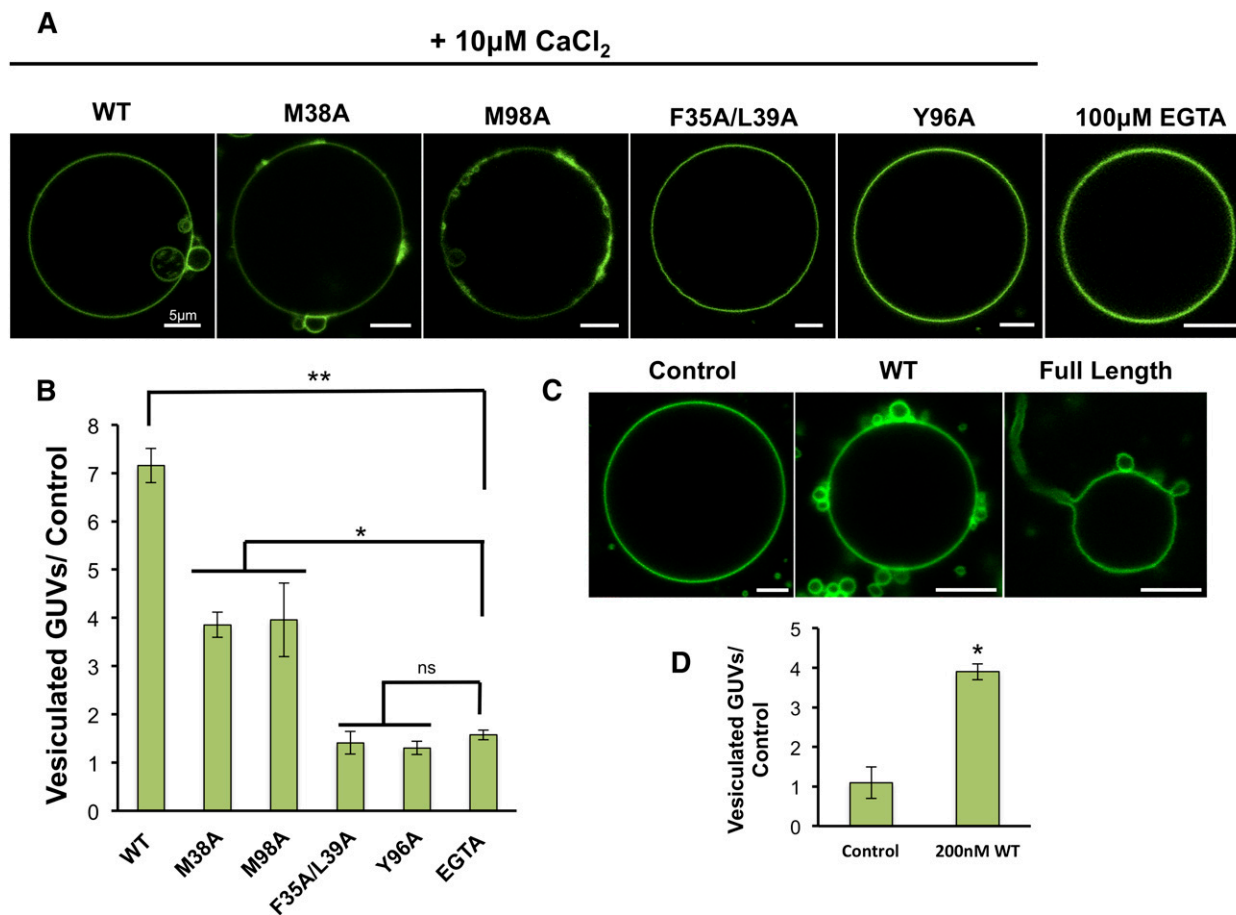 A
+ 10µM CaCl₂
WT M38A M98A F35A/L39A Y96A 100µM EGTA
5µm
B
Vesiculated GUVs/ Control
8
7
6
5
4
3
2
1
0
**
*
ns
WT M38A M98A F35A/L39A Y96A EGTA
C
Control WT Full Length
D
Vesiculated GUVs/
Control
5
4
3
2
1
0
*
Control 200nM WT